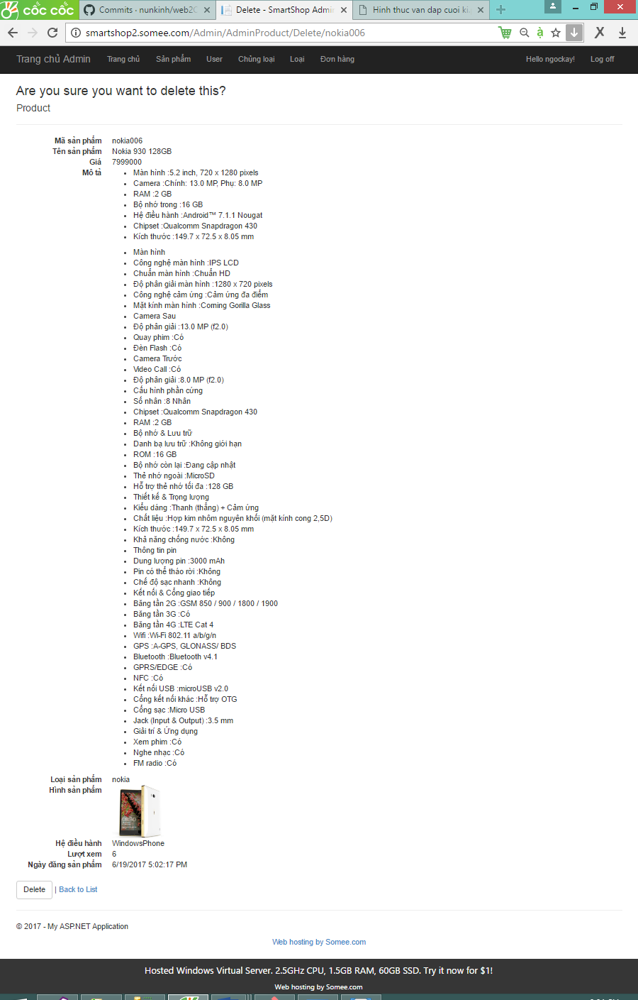 cốc cốc
Commits · nunkinh/web2C
Delete - SmartShop Admin
Hinh thuc van dap cuoi ki.
smartshop2.somee.com/Admin/AdminProduct/Delete/nokia006
Trang chủ Admin Trang chủ Sản phẩm User Chủng loại Loại Đơn hàng Hello ngockay! Log off
Are you sure you want to delete this?
Product
Mã sản phẩm nokia006
Tên sản phẩm Nokia 930 128GB
Giá 7999000
Mô tả
Màn hình :5.2 inch, 720 x 1280 pixels
Camera :Chính: 13.0 MP, Phụ: 8.0 MP
RAM :2 GB
Bộ nhớ trong :16 GB
Hệ điều hành :Android™ 7.1.1 Nougat
Chipset :Qualcomm Snapdragon 430
Kích thước :149.7 x 72.5 x 8.05 mm
Màn hình
Công nghệ màn hình :IPS LCD
Chuẩn màn hình :Chuẩn HD
Độ phân giải màn hình :1280 x 720 pixels
Công nghệ cảm ứng :Cảm ứng đa điểm
Mặt kính màn hình :Corning Gorilla Glass
Camera Sau
Độ phân giải :13.0 MP (f2.0)
Quay phim :Có
Đèn Flash :Có
Camera Trước
Video Call :Có
Độ phân giải :8.0 MP (f2.0)
Cấu hình phần cứng
Số nhân :8 Nhân
Chipset :Qualcomm Snapdragon 430
RAM :2 GB
Bộ nhớ & Lưu trữ
Danh bạ lưu trữ :Không giới hạn
ROM :16 GB
Bộ nhớ còn lại :Đang cập nhật
Thẻ nhớ ngoài :MicroSD
Hỗ trợ thẻ nhớ tối đa :128 GB
Thiết kế & Trọng lượng
Kiểu dáng :Thanh (thẳng) + Cảm ứng
Chất liệu :Hợp kim nhôm nguyên khối (mặt kính cong 2,5D)
Kích thước :149.7 x 72.5 x 8.05 mm
Khả năng chống nước :Không
Thông tin pin
Dung lượng pin :3000 mAh
Pin có thể tháo rời :Không
Chế độ sạc nhanh :Không
Kết nối & Cổng giao tiếp
Băng tần 2G :GSM 850 / 900 / 1800 / 1900
Băng tần 3G :Có
Băng tần 4G :LTE Cat 4
Wifi :Wi-Fi 802.11 a/b/g/n
GPS :A-GPS, GLONASS/ BDS
Bluetooth :Bluetooth v4.1
GPRS/EDGE :Có
NFC :Có
Kết nối USB :microUSB v2.0
Cổng kết nối khác :Hỗ trợ OTG
Cổng sạc :Micro USB
Jack (Input & Output) :3.5 mm
Giải trí & Ứng dụng
Xem phim :Có
Nghe nhạc :Có
FM radio :Có
Loại sản phẩm nokia
Hình sản phẩm
Hệ điều hành WindowsPhone
Lượt xem 6
Ngày đăng sản phẩm 6/19/2017 5:02:17 PM
Delete | Back to List
© 2017 - My ASP.NET Application
Web hosting by Somee.com
Hosted Windows Virtual Server. 2.5GHz CPU, 1.5GB RAM, 60GB SSD. Try it now for $1!
Web hosting by Somee.com